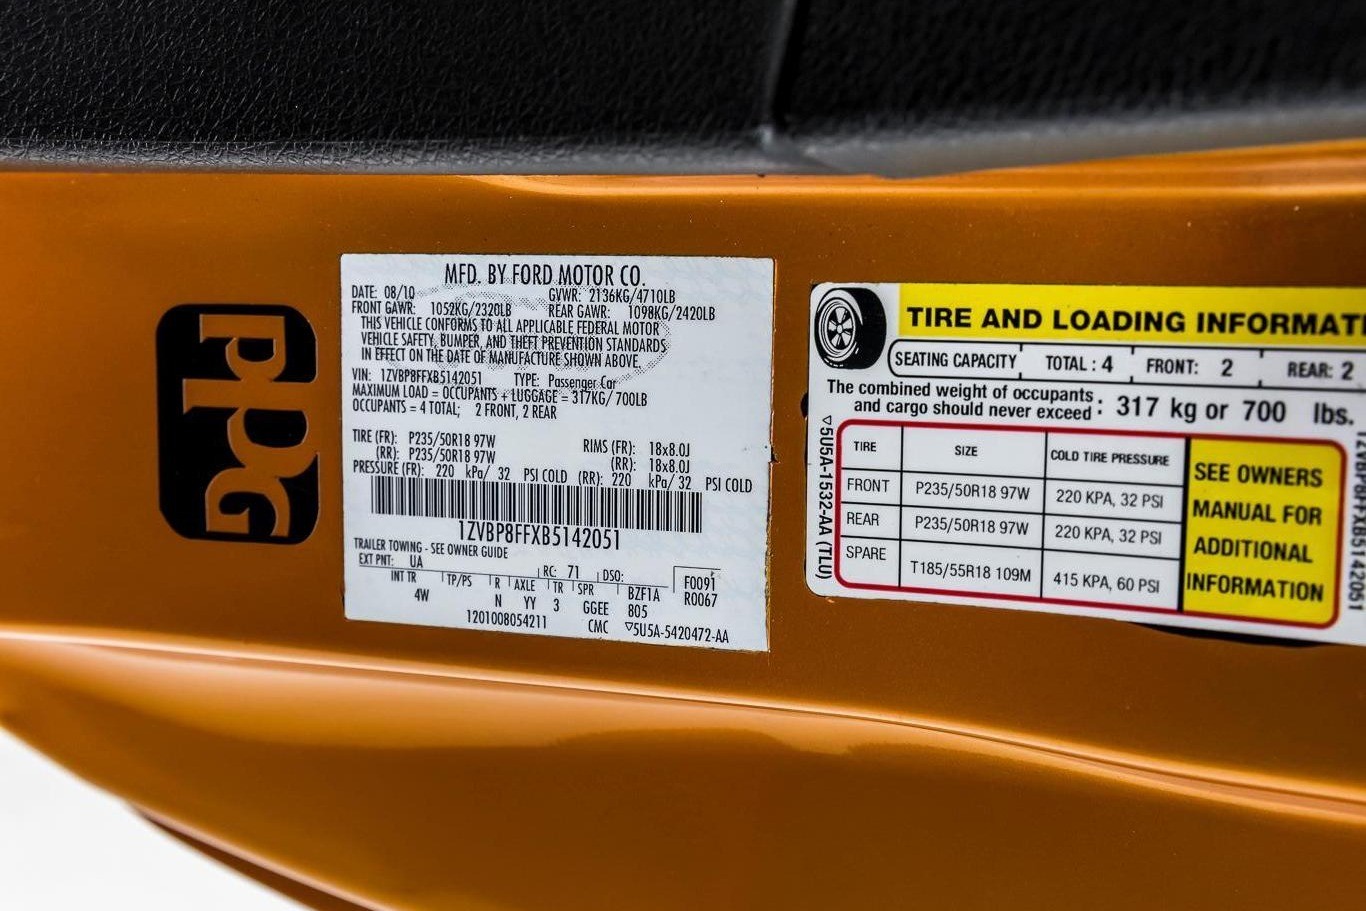 ppg
MFD. BY FORD MOTOR CO.
DATE: 08/10 GVWR: 2136KG/4710LB
FRONT GAWR: 1052KG/2320LB REAR GAWR: 1098KG/2420LB
THIS VEHICLE CONFORMS TO ALL APPLICABLE FEDERAL MOTOR
VEHICLE SAFETY, BUMPER, AND THEFT PREVENTION STANDARDS
IN EFFECT ON THE DATE OF MANUFACTURE SHOWN ABOVE.
VIN: 1ZVBP8FFXB5142051 TYPE: Passenger Car
MAXIMUM LOAD = OCCUPANTS + LUGGAGE = 317KG/700LB
OCCUPANTS = 4 TOTAL; 2 FRONT, 2 REAR
TIRE (FR): P235/50R18 97W RIMS (FR): 18x8.0J
(RR): P235/50R18 97W (RR): 18x8.0J
PRESSURE (FR): 220 kPa/ 32 PSI COLD (RR): 220 kPa/ 32 PSI COLD
1ZVBP8FFXB5142051
TRAILER TOWING - SEE OWNER GUIDE
EXT PNT: UA RC: 71 DSO: F0091
INT TR TP/PS R AXLE TR SPR BZF1A R0067
4W N YY 3 GGEE 805
1201008054211 CMC ▽5U5A-5420472-AA
TIRE AND LOADING INFORMATI
SEATING CAPACITY TOTAL: 4 FRONT: 2 REAR: 2
The combined weight of occupants
and cargo should never exceed : 317 kg or 700 lbs.
TIRE SIZE COLD TIRE PRESSURE
FRONT P235/50R18 97W 220 KPA, 32 PSI
REAR P235/50R18 97W 220 KPA, 32 PSI
SPARE T185/55R18 109M 415 KPA, 60 PSI
SEE OWNERS
MANUAL FOR
ADDITIONAL
INFORMATION
▽5U5A-1532-AA (TLU)
1ZVBP8FFXB5142051